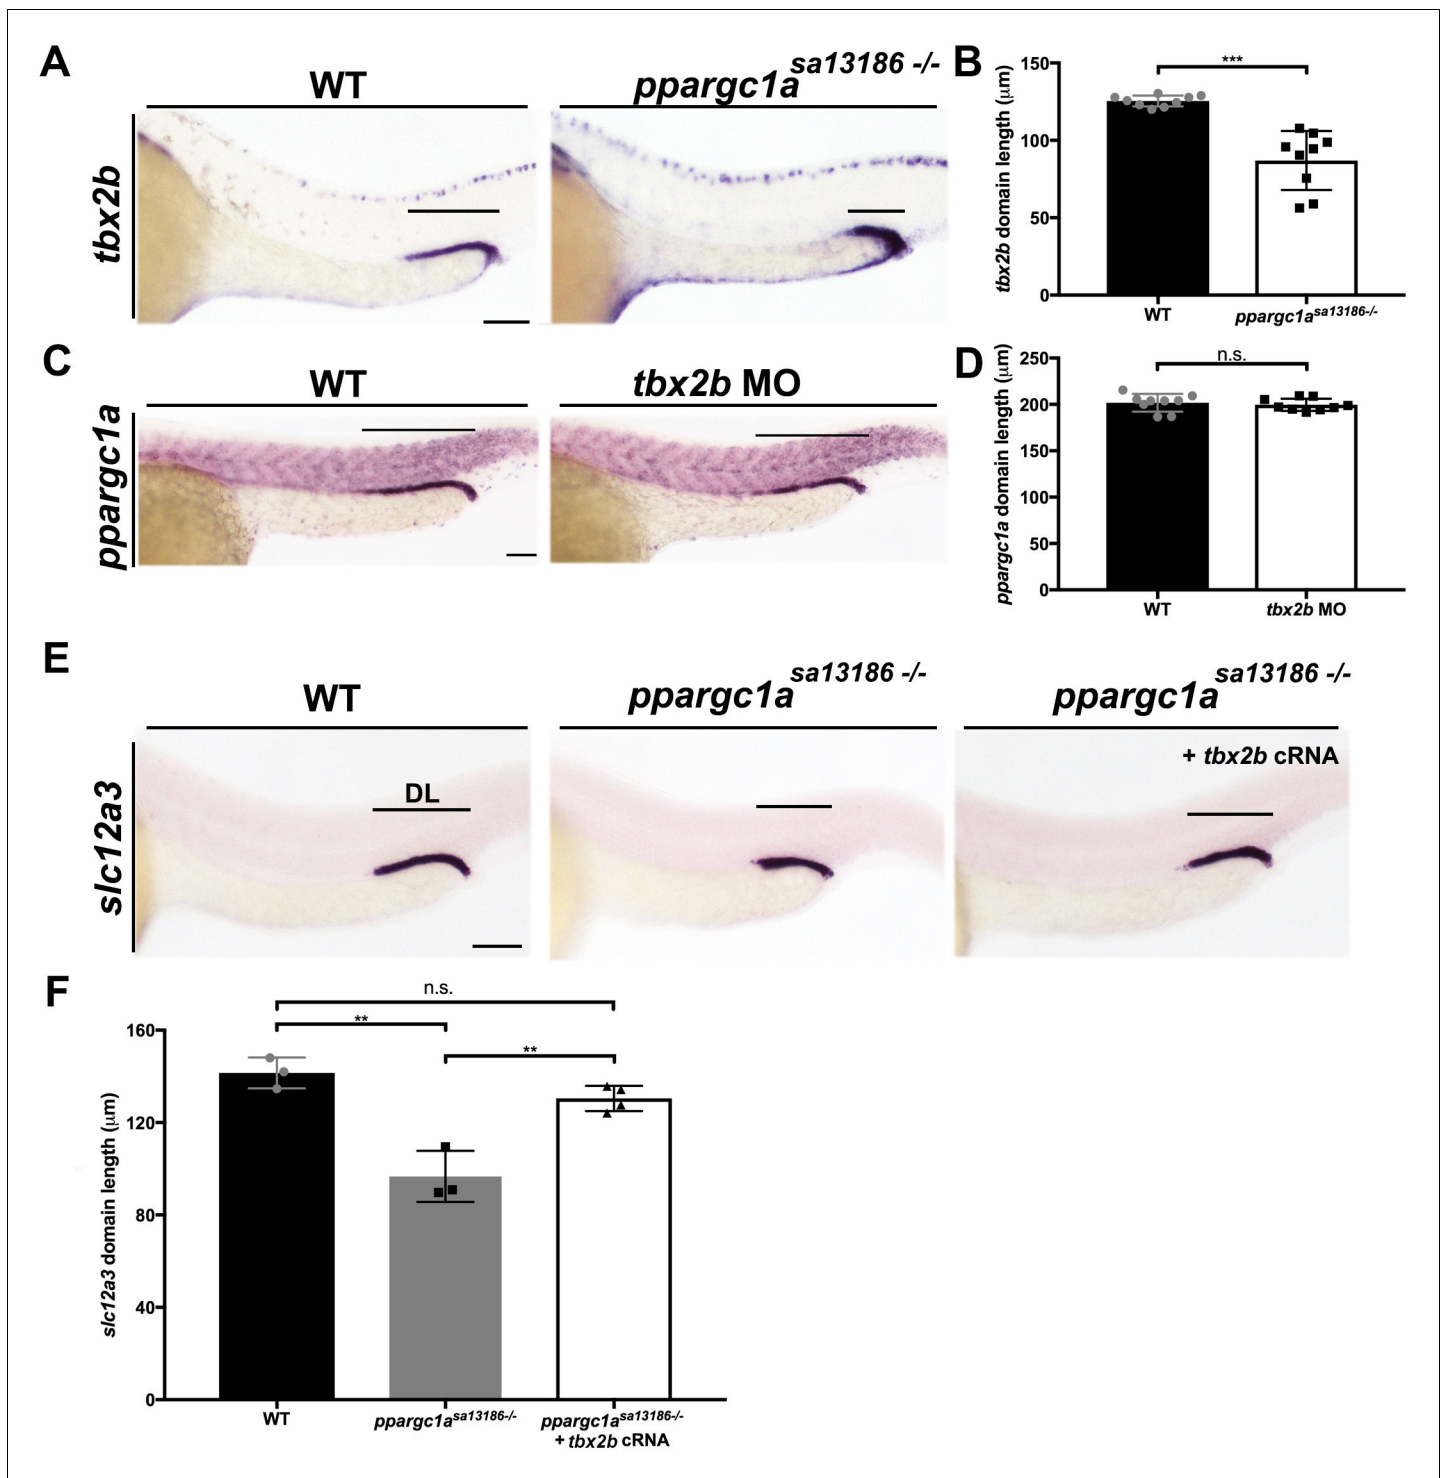 A
WT
ppargc1a sa13186 -/-
tbx2b
B
***
tbx2b domain length (μm)
150
100
50
0
WT
ppargc1a sa13186-/-
C
WT
tbx2b MO
ppargc1a
D
n.s.
ppargc1a domain length (μm)
250
200
150
100
50
0
WT
tbx2b MO
E
WT
ppargc1a sa13186 -/-
ppargc1a sa13186 -/-
+ tbx2b cRNA
slc12a3
DL
F
n.s.
**
**
slc12a3 domain length (μm)
160
120
80
40
0
WT
ppargc1a sa13186-/-
ppargc1a sa13186-/-
+ tbx2b cRNA